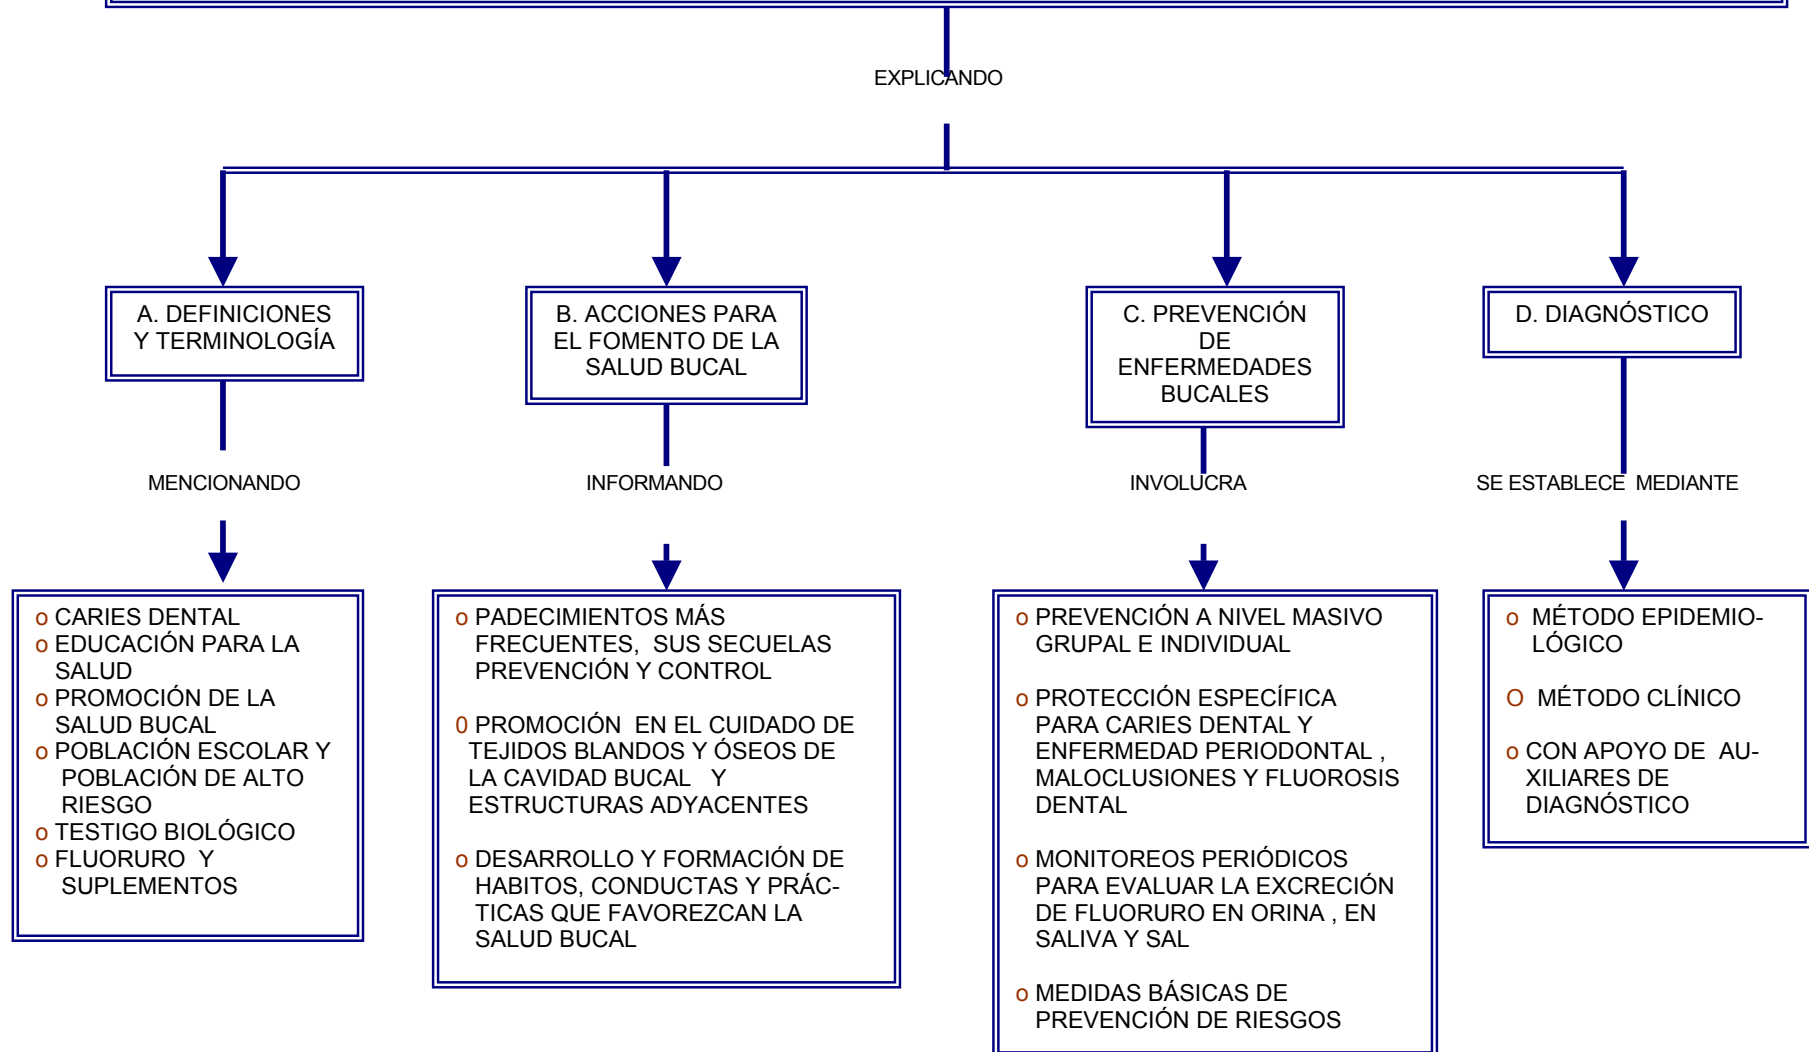 EXPLICANDO
A. DEFINICIONES
Y TERMINOLOGÍA
B. ACCIONES PARA
EL FOMENTO DE LA
SALUD BUCAL
C. PREVENCIÓN
DE
ENFERMEDADES
BUCALES
D. DIAGNÓSTICO
MENCIONANDO
INFORMANDO
INVOLUCRA
SE ESTABLECE MEDIANTE
o CARIES DENTAL
o EDUCACIÓN PARA LA
SALUD
o PROMOCIÓN DE LA
SALUD BUCAL
o POBLACIÓN ESCOLAR Y
POBLACIÓN DE ALTO
RIESGO
o TESTIGO BIOLÓGICO
o FLUORURO Y
SUPLEMENTOS
o PADECIMIENTOS MÁS
FRECUENTES, SUS SECUELAS
PREVENCIÓN Y CONTROL
0 PROMOCIÓN EN EL CUIDADO DE
TEJIDOS BLANDOS Y ÓSEOS DE
LA CAVIDAD BUCAL Y
ESTRUCTURAS ADYACENTES
o DESARROLLO Y FORMACIÓN DE
HABITOS, CONDUCTAS Y PRÁC-
TICAS QUE FAVOREZCAN LA
SALUD BUCAL
o PREVENCIÓN A NIVEL MASIVO
GRUPAL E INDIVIDUAL
o PROTECCIÓN ESPECÍFICA
PARA CARIES DENTAL Y
ENFERMEDAD PERIODONTAL ,
MALOCLUSIONES Y FLUOROSIS
DENTAL
o MONITOREOS PERIÓDICOS
PARA EVALUAR LA EXCRECIÓN
DE FLUORURO EN ORINA , EN
SALIVA Y SAL
o MEDIDAS BÁSICAS DE
PREVENCIÓN DE RIESGOS
o MÉTODO EPIDEMIO-
LÓGICO
O MÉTODO CLÍNICO
o CON APOYO DE AU-
XILIARES DE
DIAGNÓSTICO